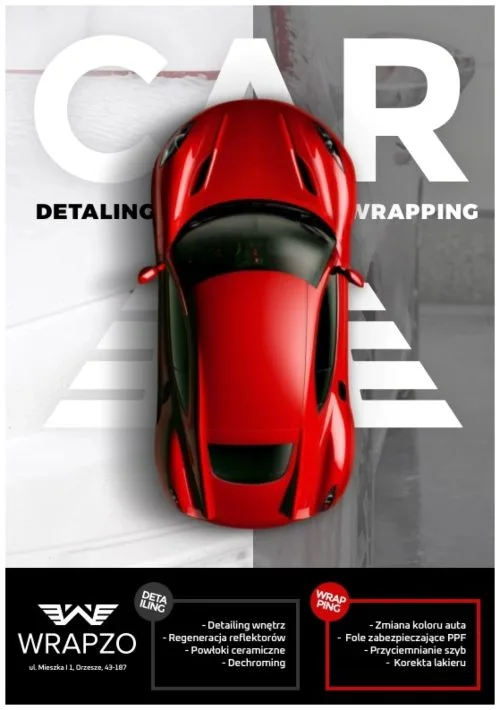 CAR
DETALING
WRAPPING
DETA
ILING
- Detailing wnętrz
- Regeneracja reflektorów
- Powłoki ceramiczne
- Dechroming
WRAP
PING
- Zmiana koloru auta
- Fole zabezpieczające PPF
- Przyciemnianie szyb
- Korekta lakieru
WRAPZO
ul. Mieszka I 1, Orzesze, 43-187